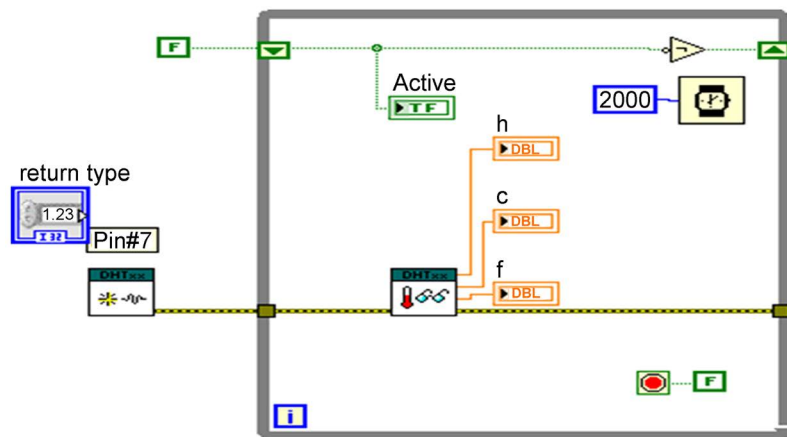 F
Active
TF
2000
h
DBL
return type
1.23
I32
c
DBL
Pin#7
DHTxx
DHTxx
f
DBL
F
i